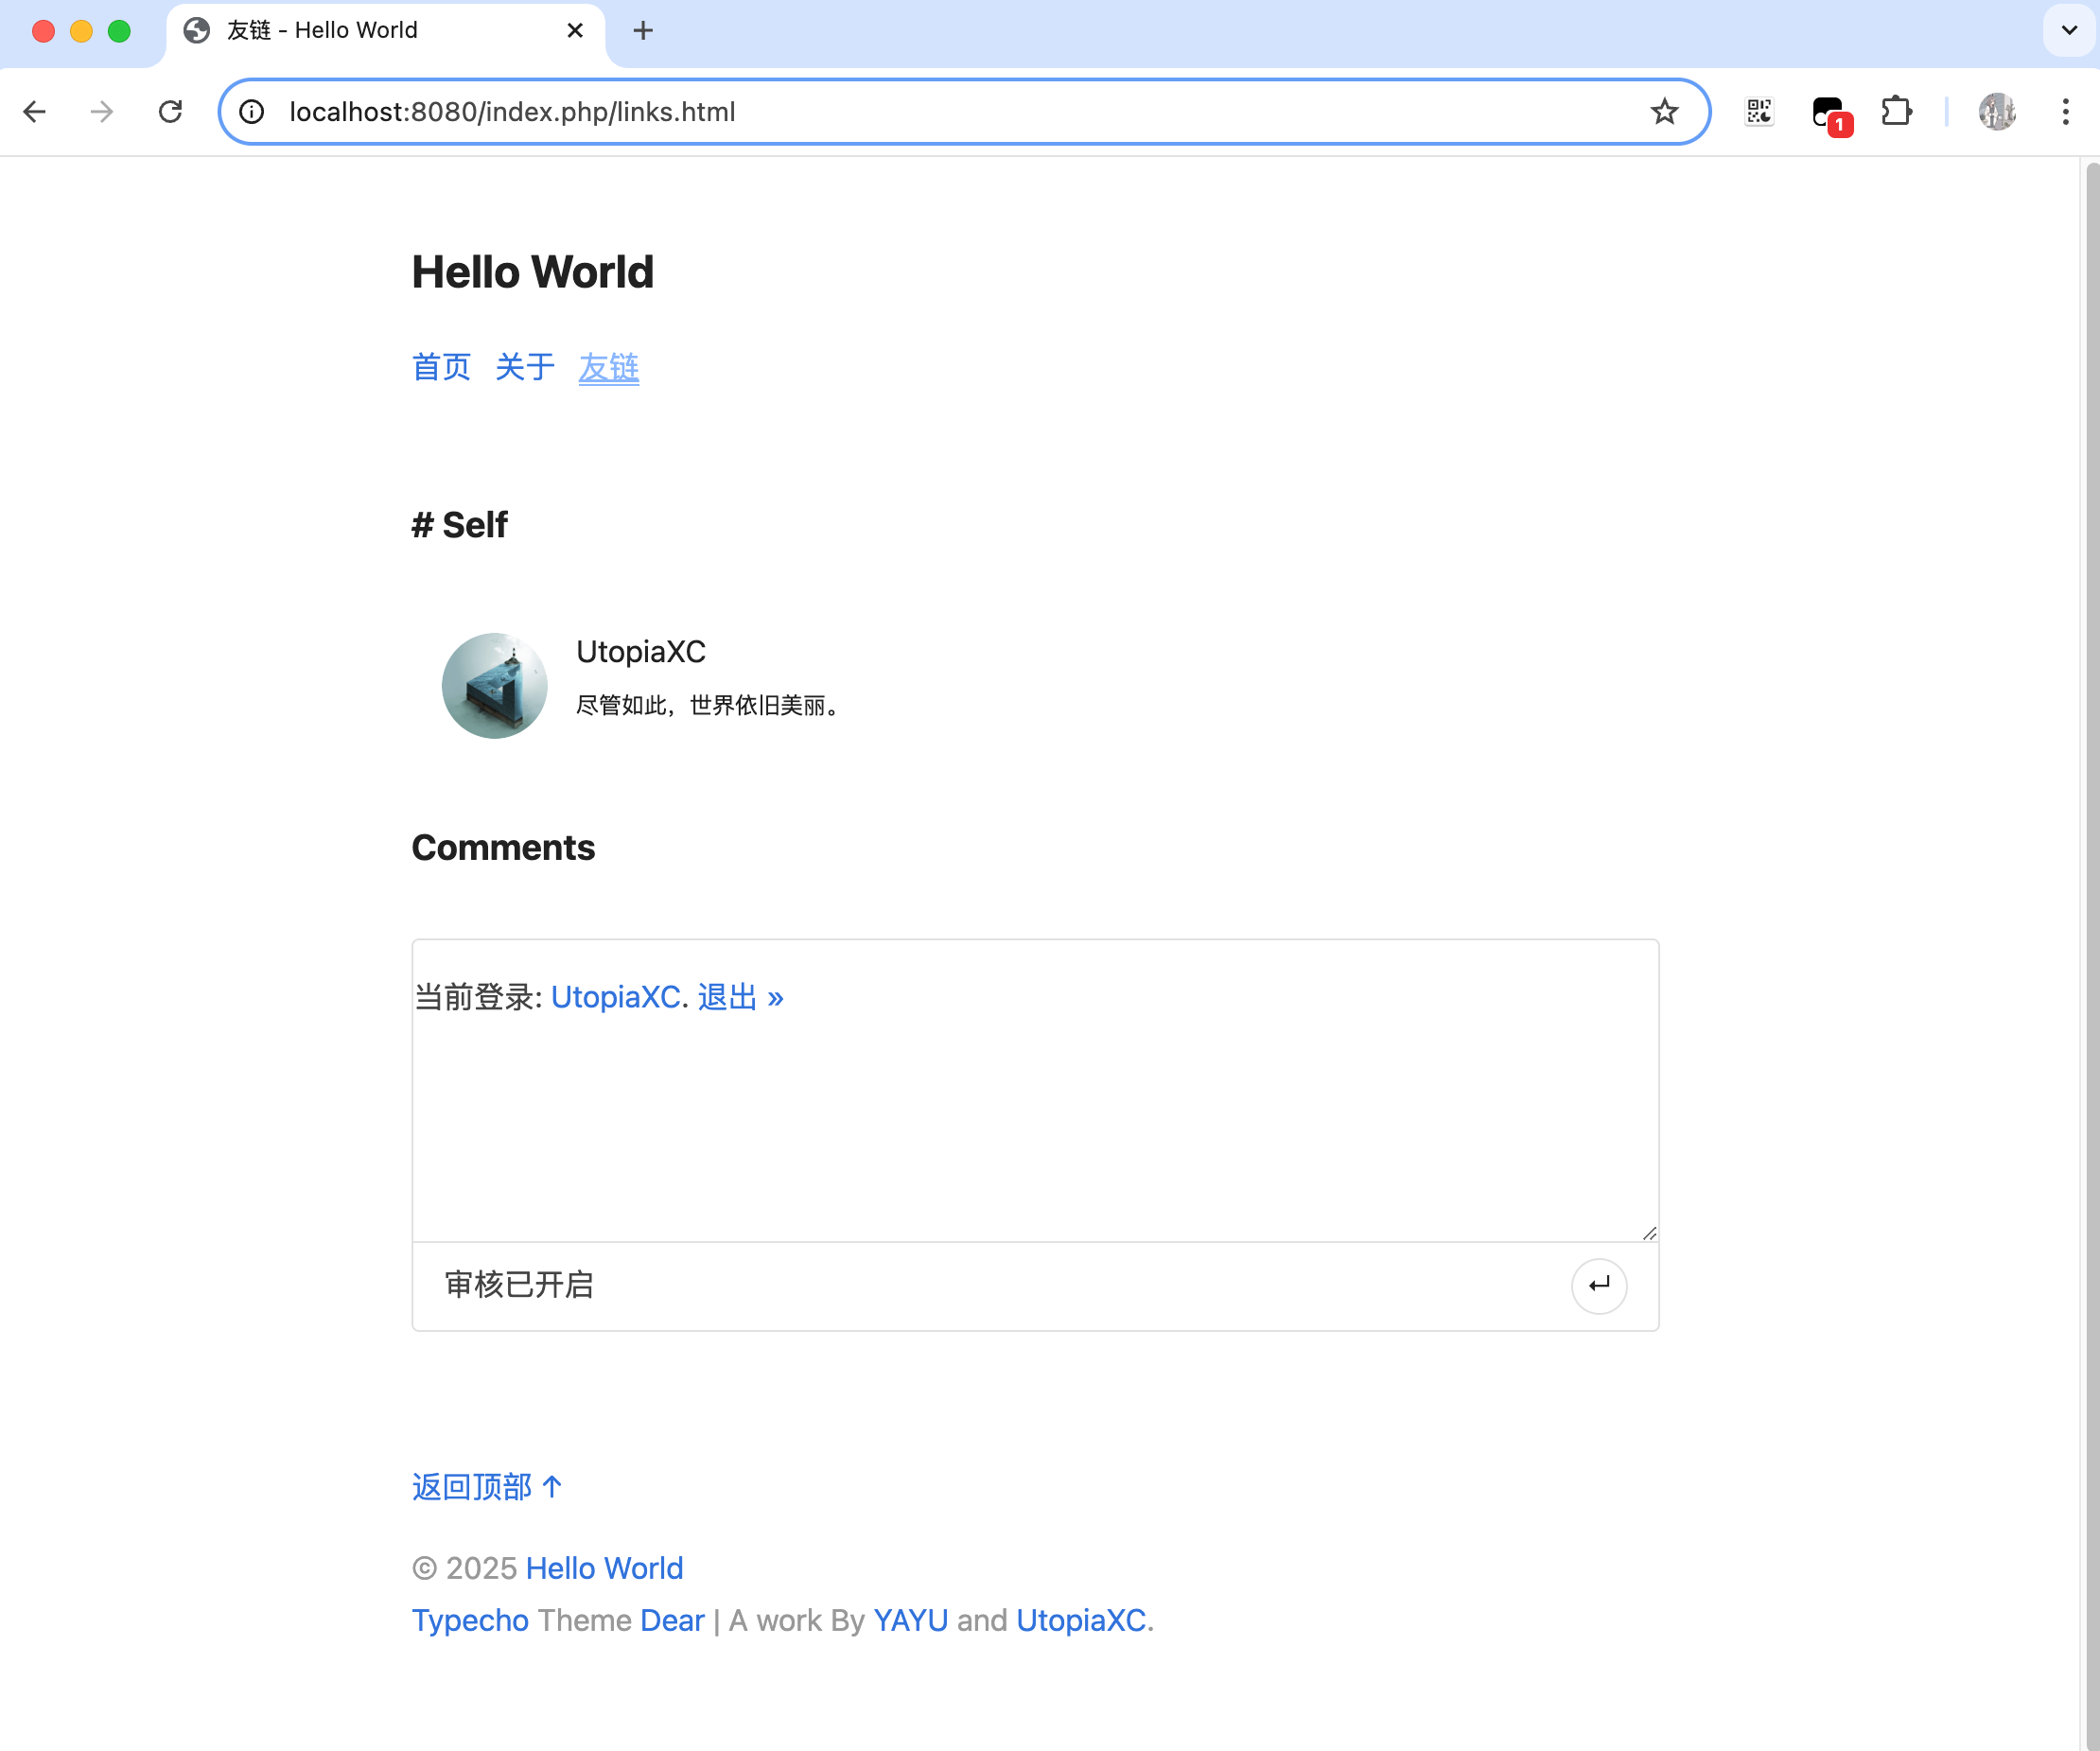 友链 - Hello World
localhost:8080/index.php/links.html
1
Hello World
首页 关于 友链
# Self
UtopiaXC
尽管如此，世界依旧美丽。
Comments
当前登录: UtopiaXC. 退出 »
审核已开启
返回顶部 ↑
© 2025 Hello World
Typecho Theme Dear | A work By YAYU and UtopiaXC.